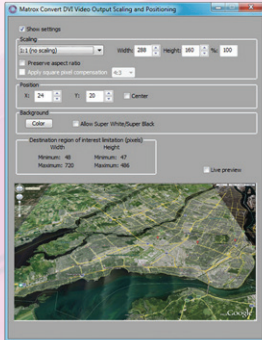 Matrox Convert DVI Video Output Scaling and Positioning
Show settings
Scaling
1:1 (no scaling) Width: 288 Height: 160 %: 100
Preserve aspect ratio
Apply square pixel compensation 4:3
Position
X: 24 Y: 20 Center
Background
Color Allow Super White/Super Black
Destination region of interest limitation (pixels)
Width Height
Minimum: 48 Minimum: 47
Maximum: 720 Maximum: 486
Live preview
Google